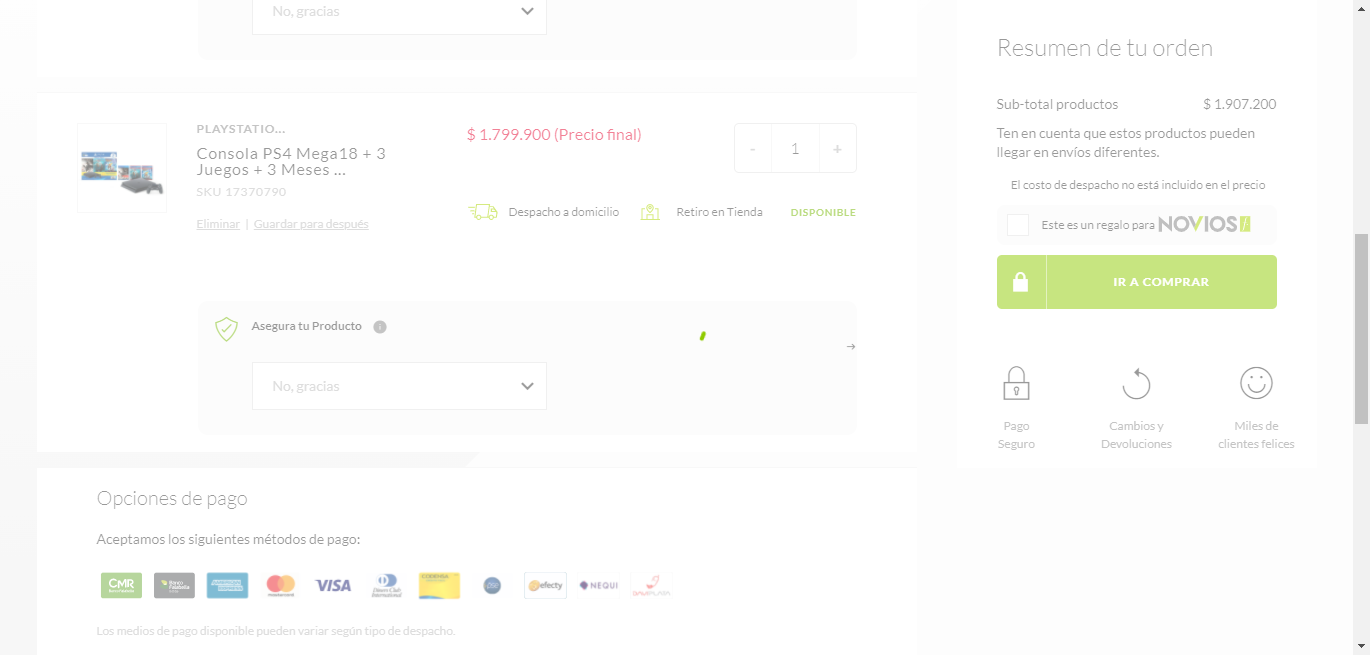 No, gracias
PLAYSTATIO...
Consola PS4 Mega18 + 3
Juegos + 3 Meses ...
SKU 17370790
Eliminar | Guardar para después
$ 1.799.900 (Precio final)
- 1 +
Despacho a domicilio
Retiro en Tienda
DISPONIBLE
Asegura tu Producto
No, gracias
Opciones de pago
Aceptamos los siguientes métodos de pago:
CMR
VISA
Diners Club International
efecty
NEQUI
Los medios de pago disponible pueden variar según tipo de despacho.
Resumen de tu orden
Sub-total productos $ 1.907.200
Ten en cuenta que estos productos pueden
llegar en envíos diferentes.
El costo de despacho no está incluido en el precio
Este es un regalo para NOVIOS
IR A COMPRAR
Pago
Seguro
Cambios y
Devoluciones
Miles de
clientes felices